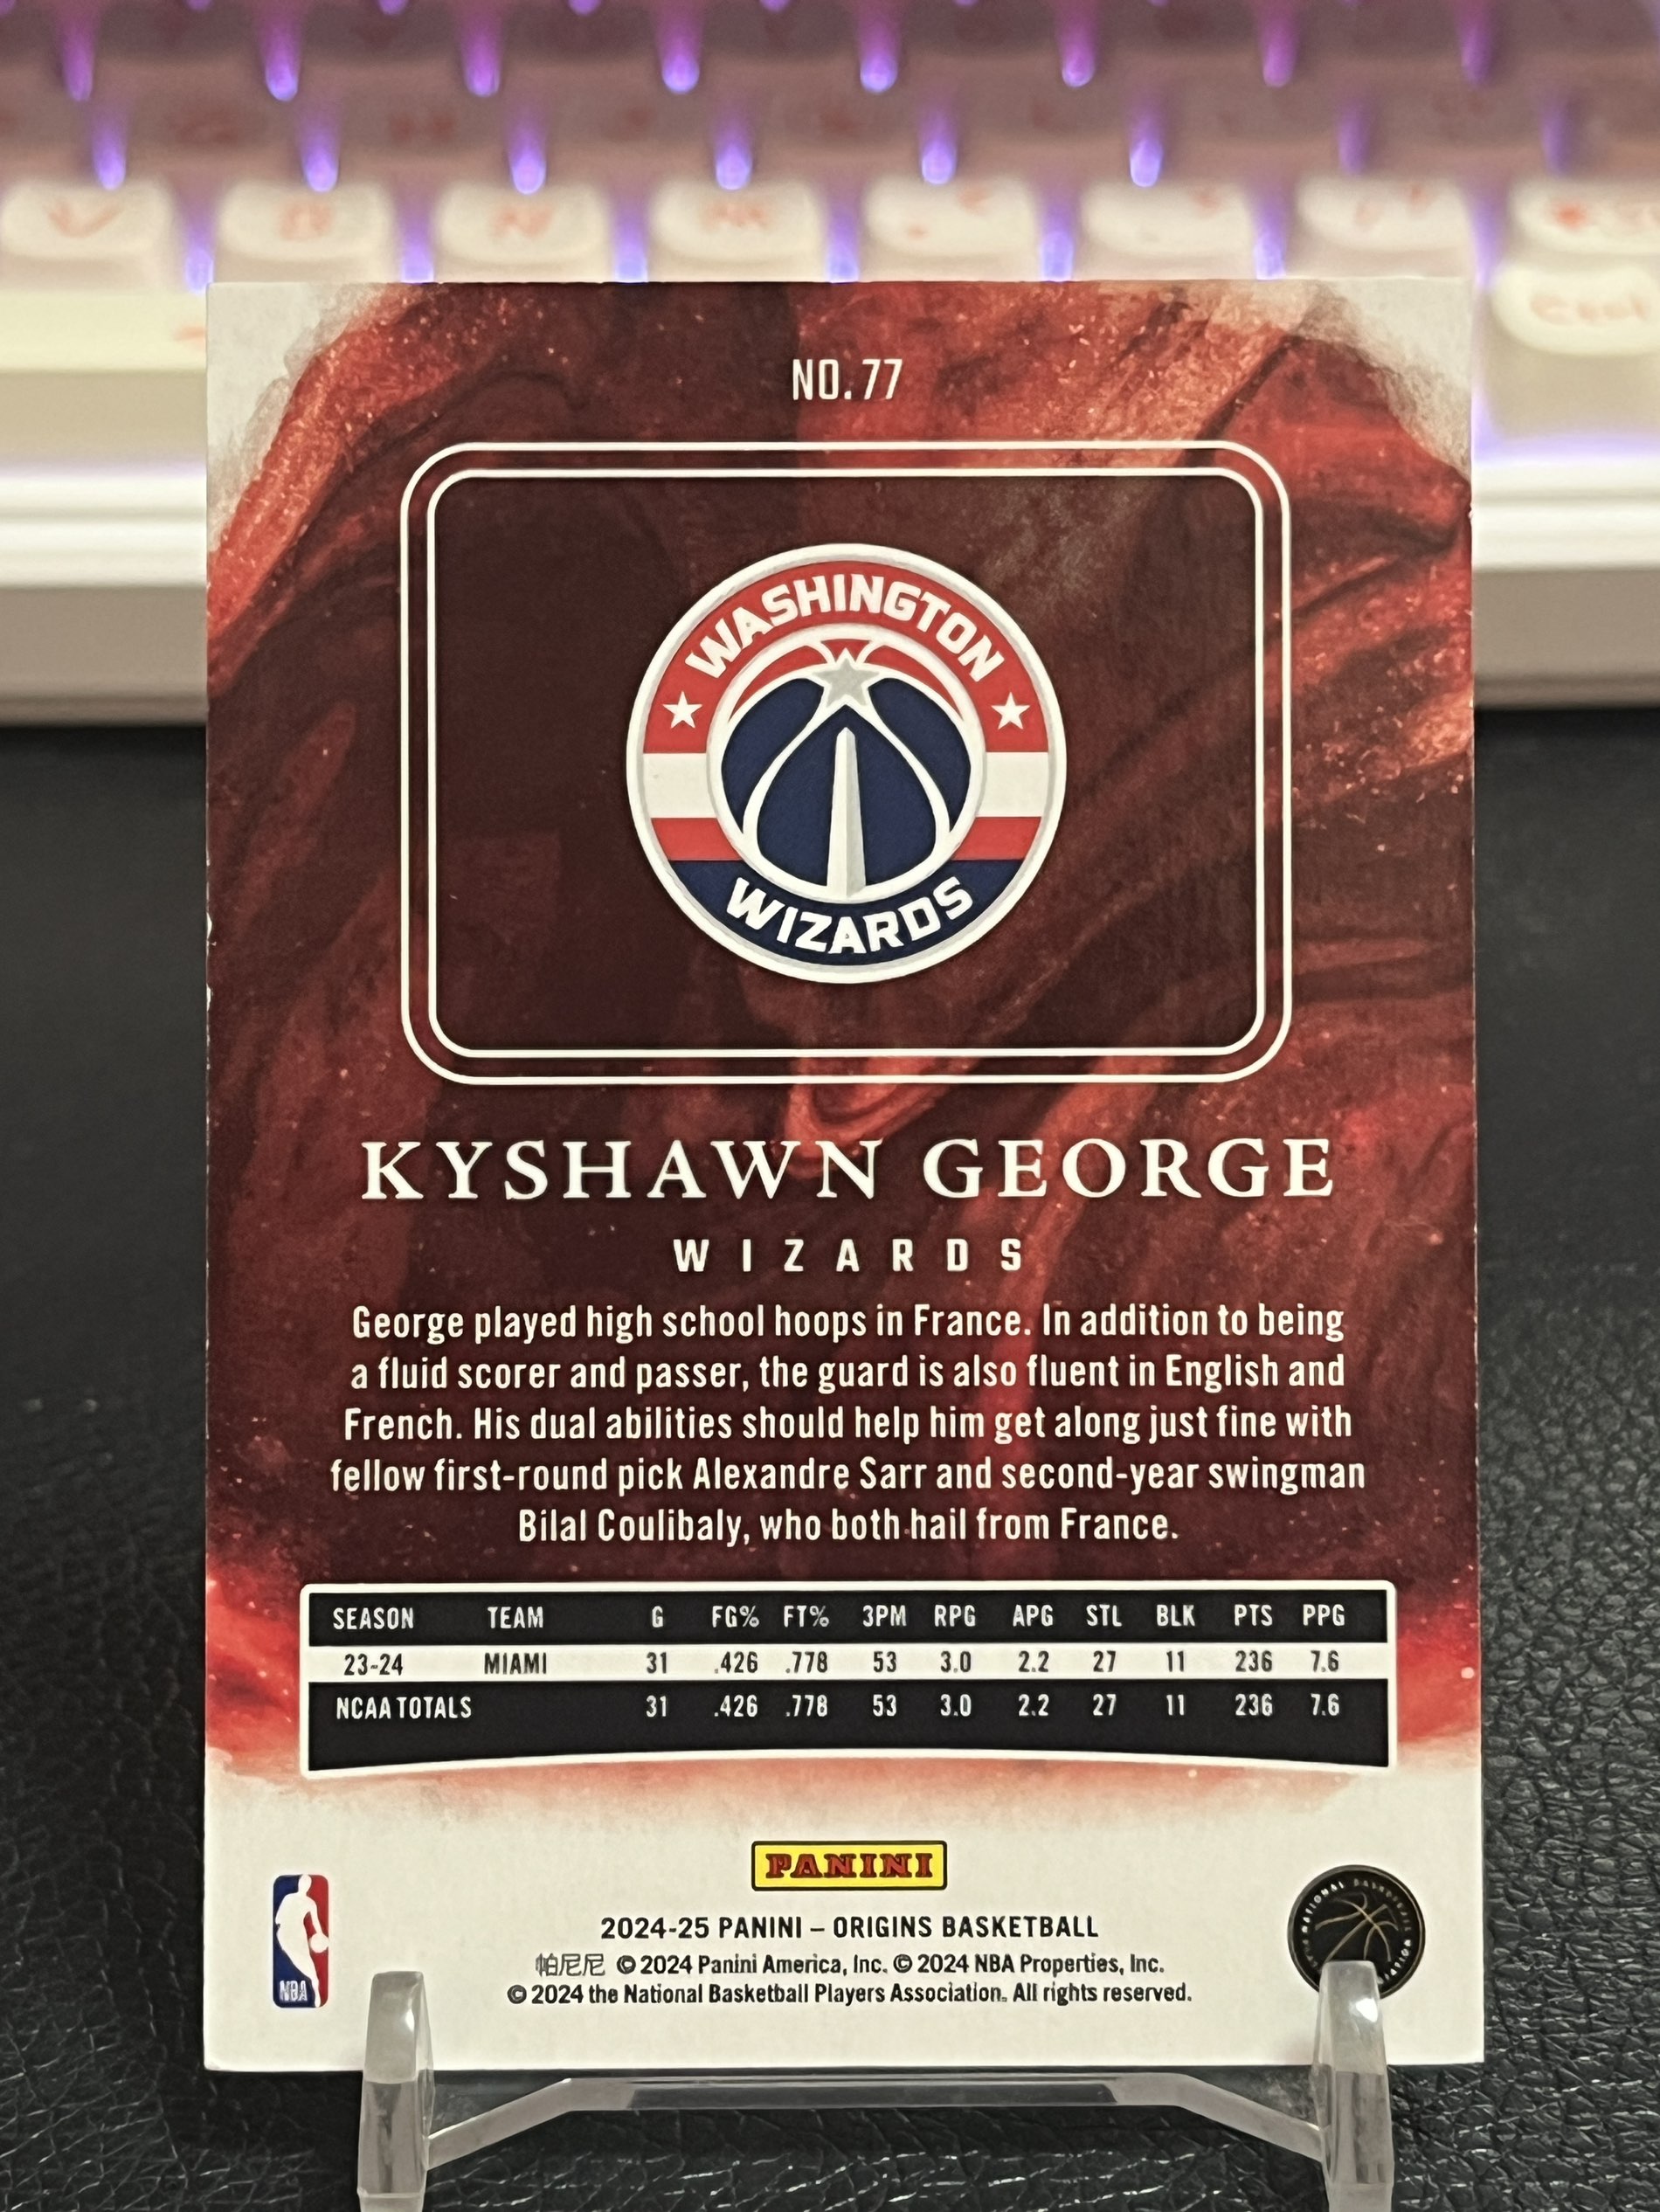 V B N M
NO. 77
WASHINGTON
WIZARDS
KYSHAWN GEORGE
WIZARDS
George played high school hoops in France. In addition to being
a fluid scorer and passer, the guard is also fluent in English and
French. His dual abilities should help him get along just fine with
fellow first-round pick Alexandre Sarr and second-year swingman
Bilal Coulibaly, who both hail from France.
SEASON TEAM G FG% FT% 3PM RPG APG STL BLK PTS PPG
23-24 MIAMI 31 .426 .778 53 3.0 2.2 27 11 236 7.6
NCAA TOTALS 31 .426 .778 53 3.0 2.2 27 11 236 7.6
PANINI
2024-25 PANINI – ORIGINS BASKETBALL
帕尼尼 © 2024 Panini America, Inc. © 2024 NBA Properties, Inc.
© 2024 the National Basketball Players Association. All rights reserved.
NBA
NATIONAL BASKETBALL